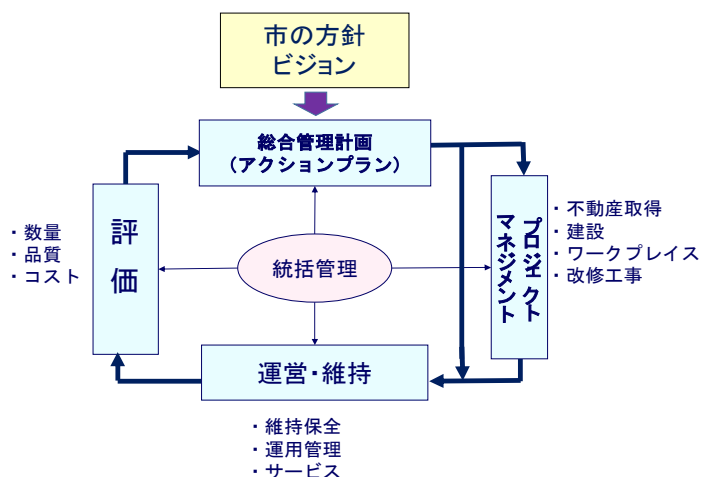 市の方針
ビジョン
総合管理計画
（アクションプラン）
・数量
・品質
・コスト
評価
統括管理
プロジェクト
マネジメント
・不動産取得
・建設
・ワークプレイス
・改修工事
運営・維持
・維持保全
・運用管理
・サービス